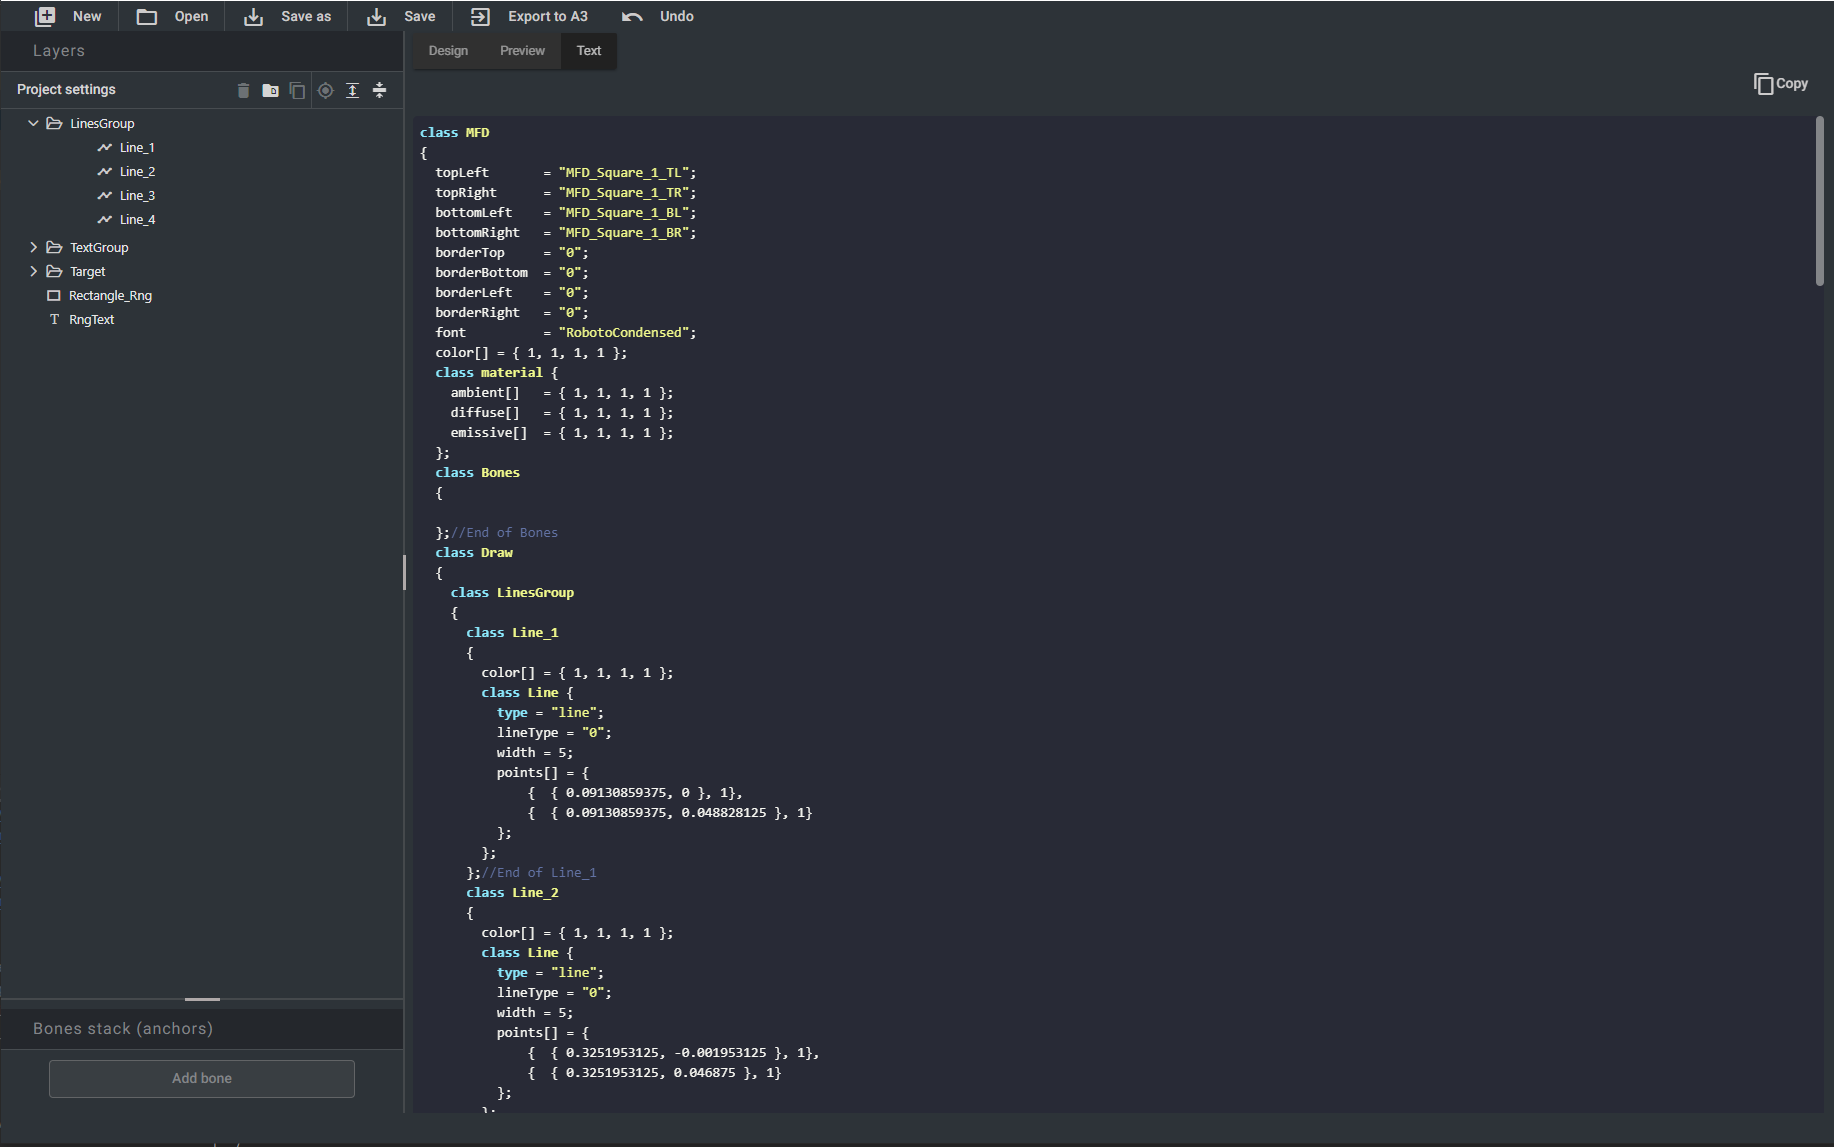 New Open Save as Save Export to A3 Undo
Layers
Project settings
LinesGroup
Line_1
Line_2
Line_3
Line_4
TextGroup
Target
Rectangle_Rng
T RngText
Bones stack (anchors)
Add bone
Design Preview Text
Copy
class MFD
{
topLeft = "MFD_Square_1_TL";
topRight = "MFD_Square_1_TR";
bottomLeft = "MFD_Square_1_BL";
bottomRight = "MFD_Square_1_BR";
borderTop = "0";
borderBottom = "0";
borderLeft = "0";
borderRight = "0";
font = "RobotoCondensed";
color[] = { 1, 1, 1, 1 };
class material {
ambient[] = { 1, 1, 1, 1 };
diffuse[] = { 1, 1, 1, 1 };
emissive[] = { 1, 1, 1, 1 };
};
class Bones
{
};//End of Bones
class Draw
{
class LinesGroup
{
class Line_1
{
color[] = { 1, 1, 1, 1 };
class Line {
type = "line";
lineType = "0";
width = 5;
points[] = {
{ { 0.09130859375, 0 }, 1},
{ { 0.09130859375, 0.048828125 }, 1}
};
};
};//End of Line_1
class Line_2
{
color[] = { 1, 1, 1, 1 };
class Line {
type = "line";
lineType = "0";
width = 5;
points[] = {
{ { 0.3251953125, -0.001953125 }, 1},
{ { 0.3251953125, 0.046875 }, 1}
};
};